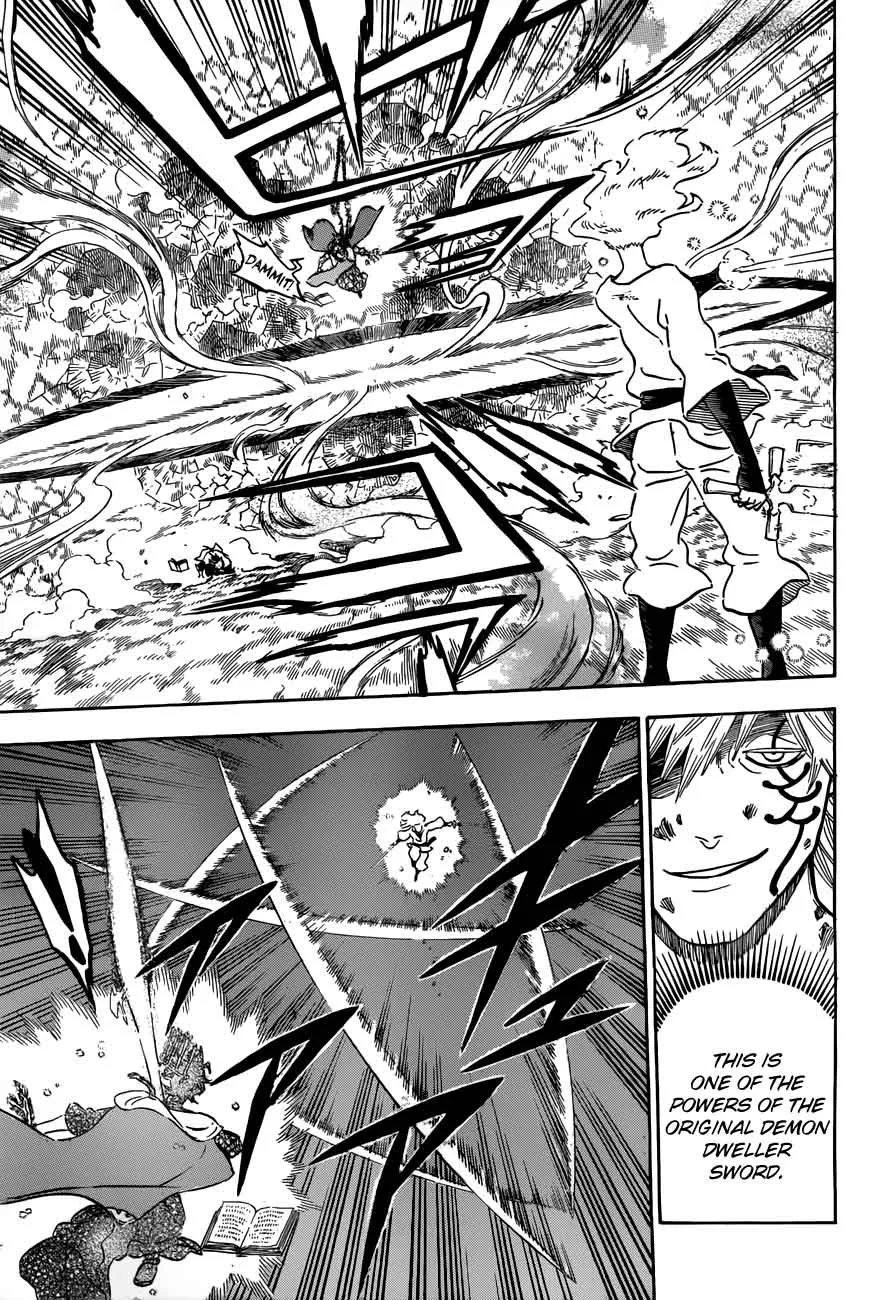 DAMMIT!
THIS IS
ONE OF THE
POWERS OF THE
ORIGINAL DEMON
DWELLER
SWORD.